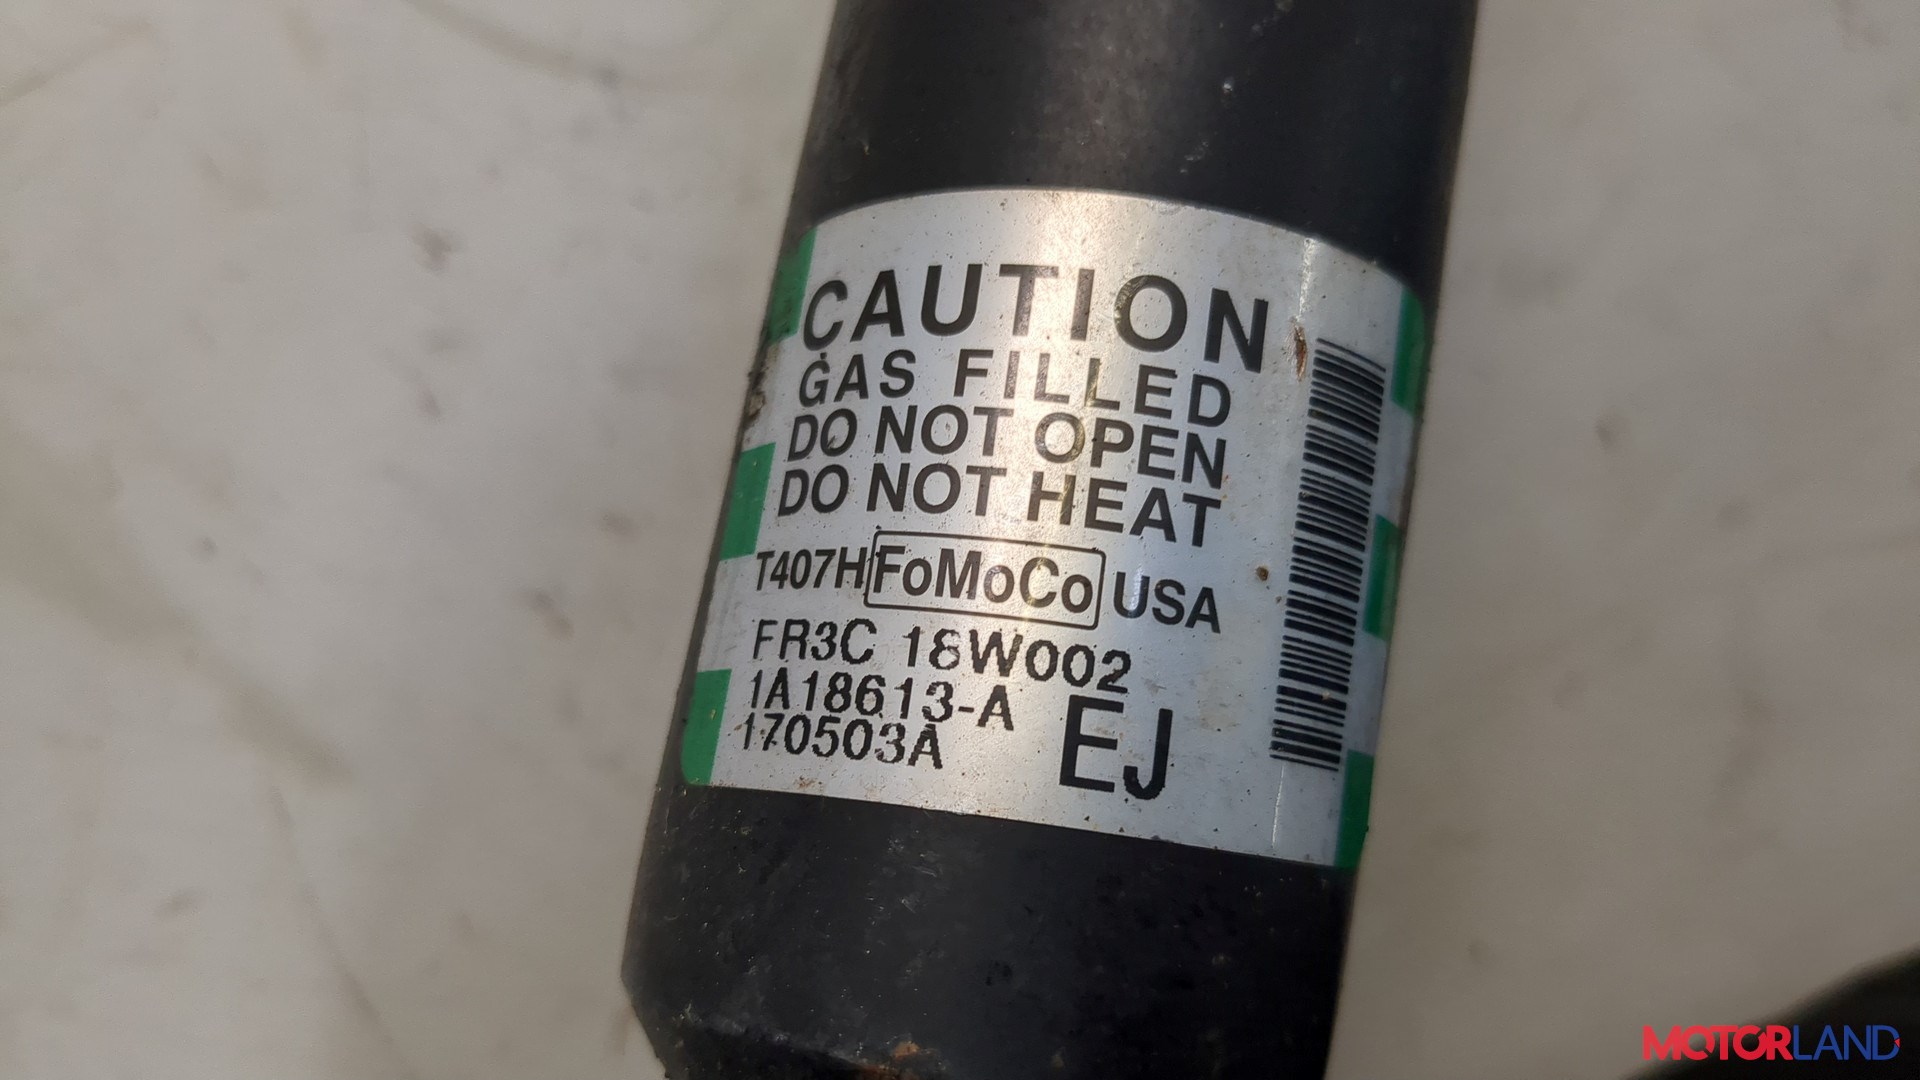 CAUTION
GAS FILLED
DO NOT OPEN
DO NOT HEAT
T407H FoMoCo USA
FR3C 18W002
1A18613-A
170503A
EJ
MOTORLAND